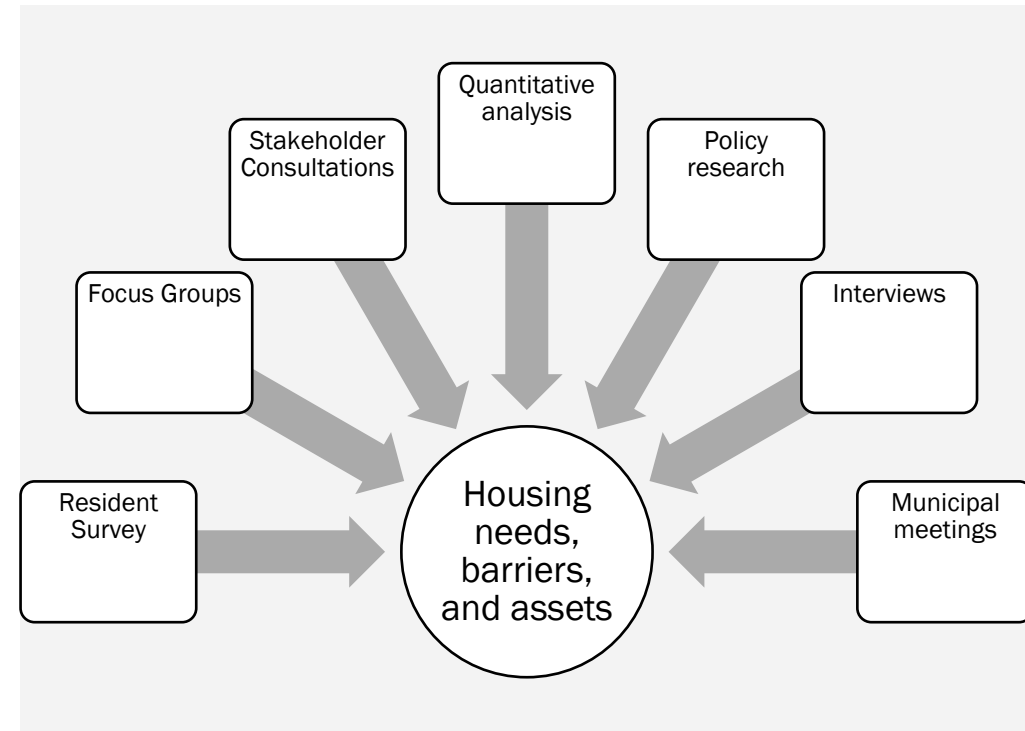 Quantitative
analysis
Stakeholder
Consultations
Policy
research
Focus Groups
Interviews
Resident
Survey
Housing
needs,
barriers,
and assets
Municipal
meetings